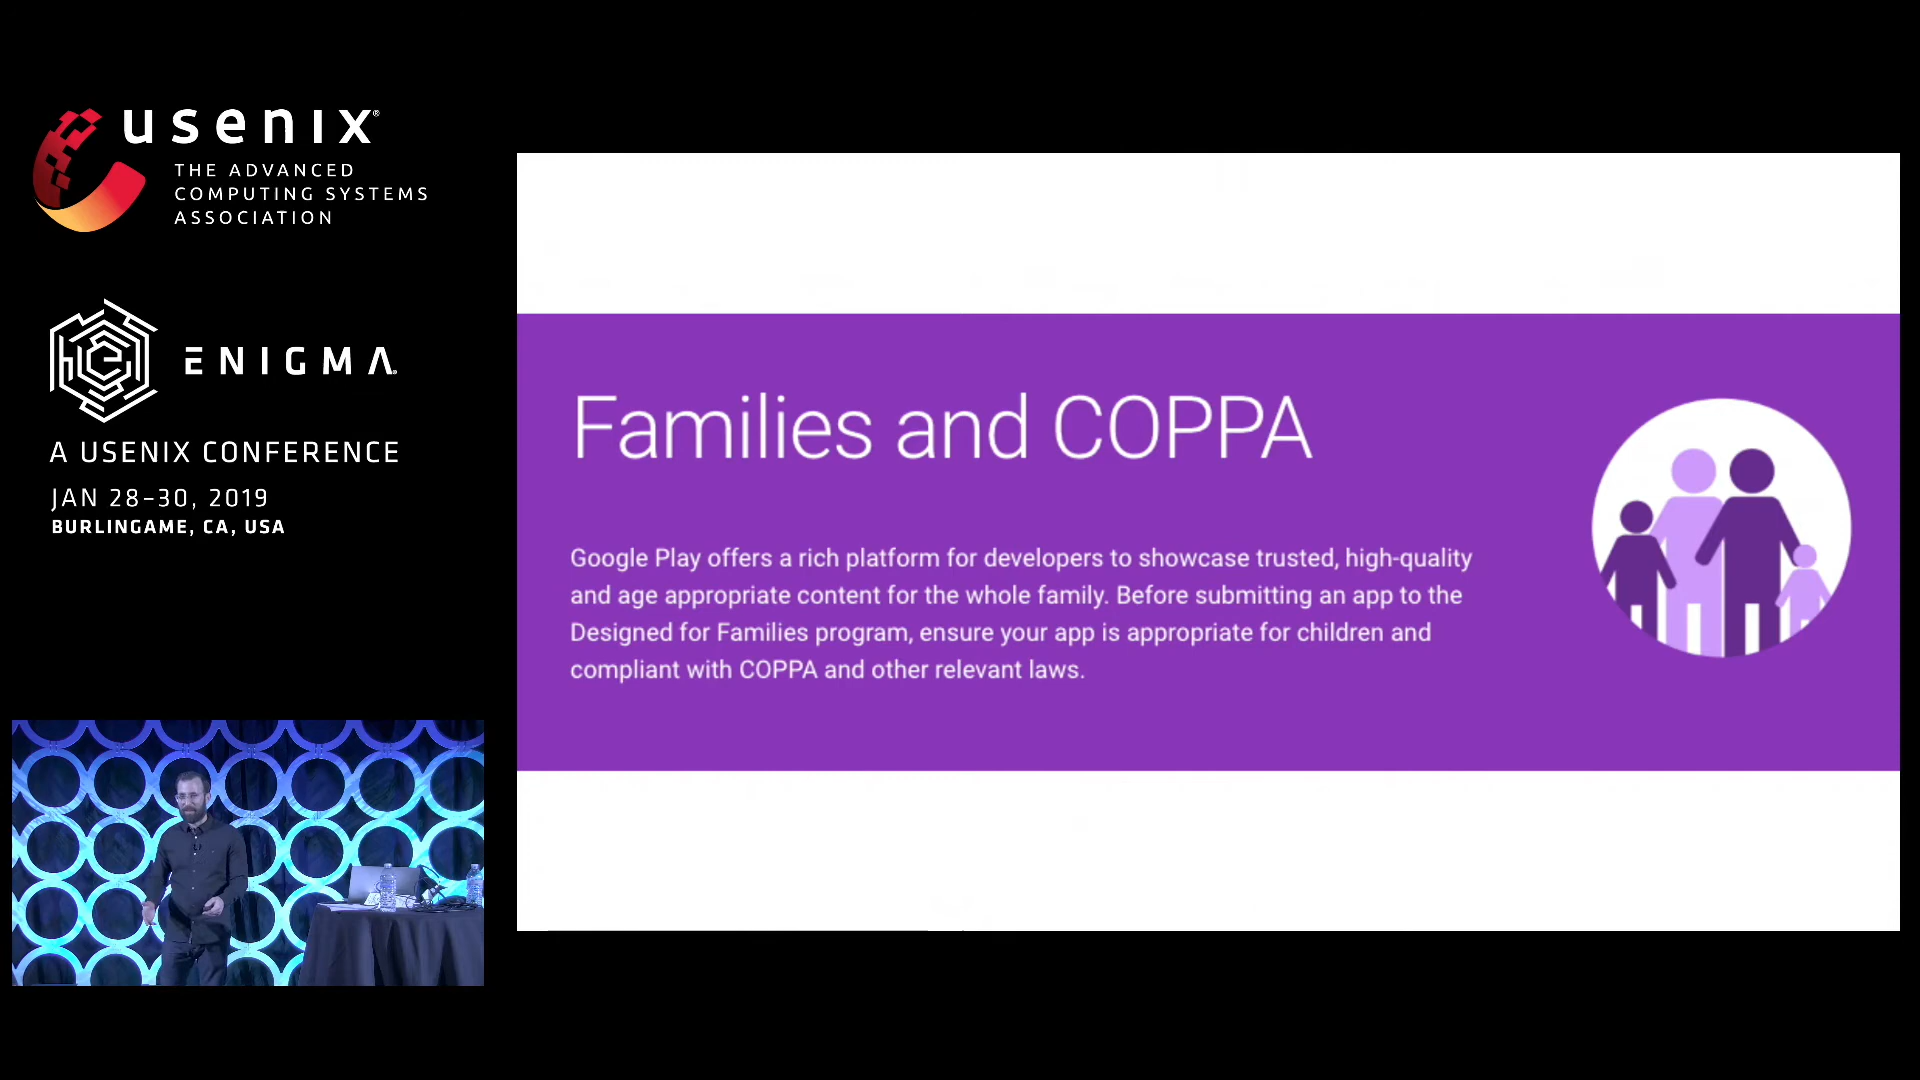 usenix®
THE ADVANCED
COMPUTING SYSTEMS
ASSOCIATION
ENIGMA®
A USENIX CONFERENCE
JAN 28–30, 2019
BURLINGAME, CA, USA
Families and COPPA
Google Play offers a rich platform for developers to showcase trusted, high-quality
and age appropriate content for the whole family. Before submitting an app to the
Designed for Families program, ensure your app is appropriate for children and
compliant with COPPA and other relevant laws.